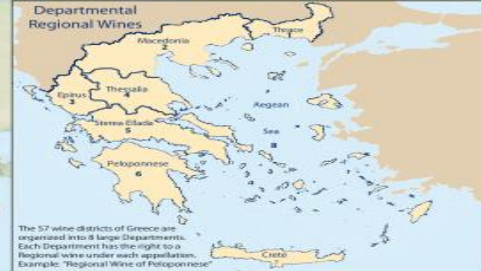 Departmental
Regional Wines
Thrace
1
Macedonia
2
Epirus
3
Thessalia
4
Sterea Ellada
5
Aegean
Sea
8
Peloponnese
6
Crete
7
The 57 wine districts of Greece are
organized into 8 large Departments.
Each Department has the right to a
Regional wine under each appellation.
Example: "Regional Wine of Peloponnese"